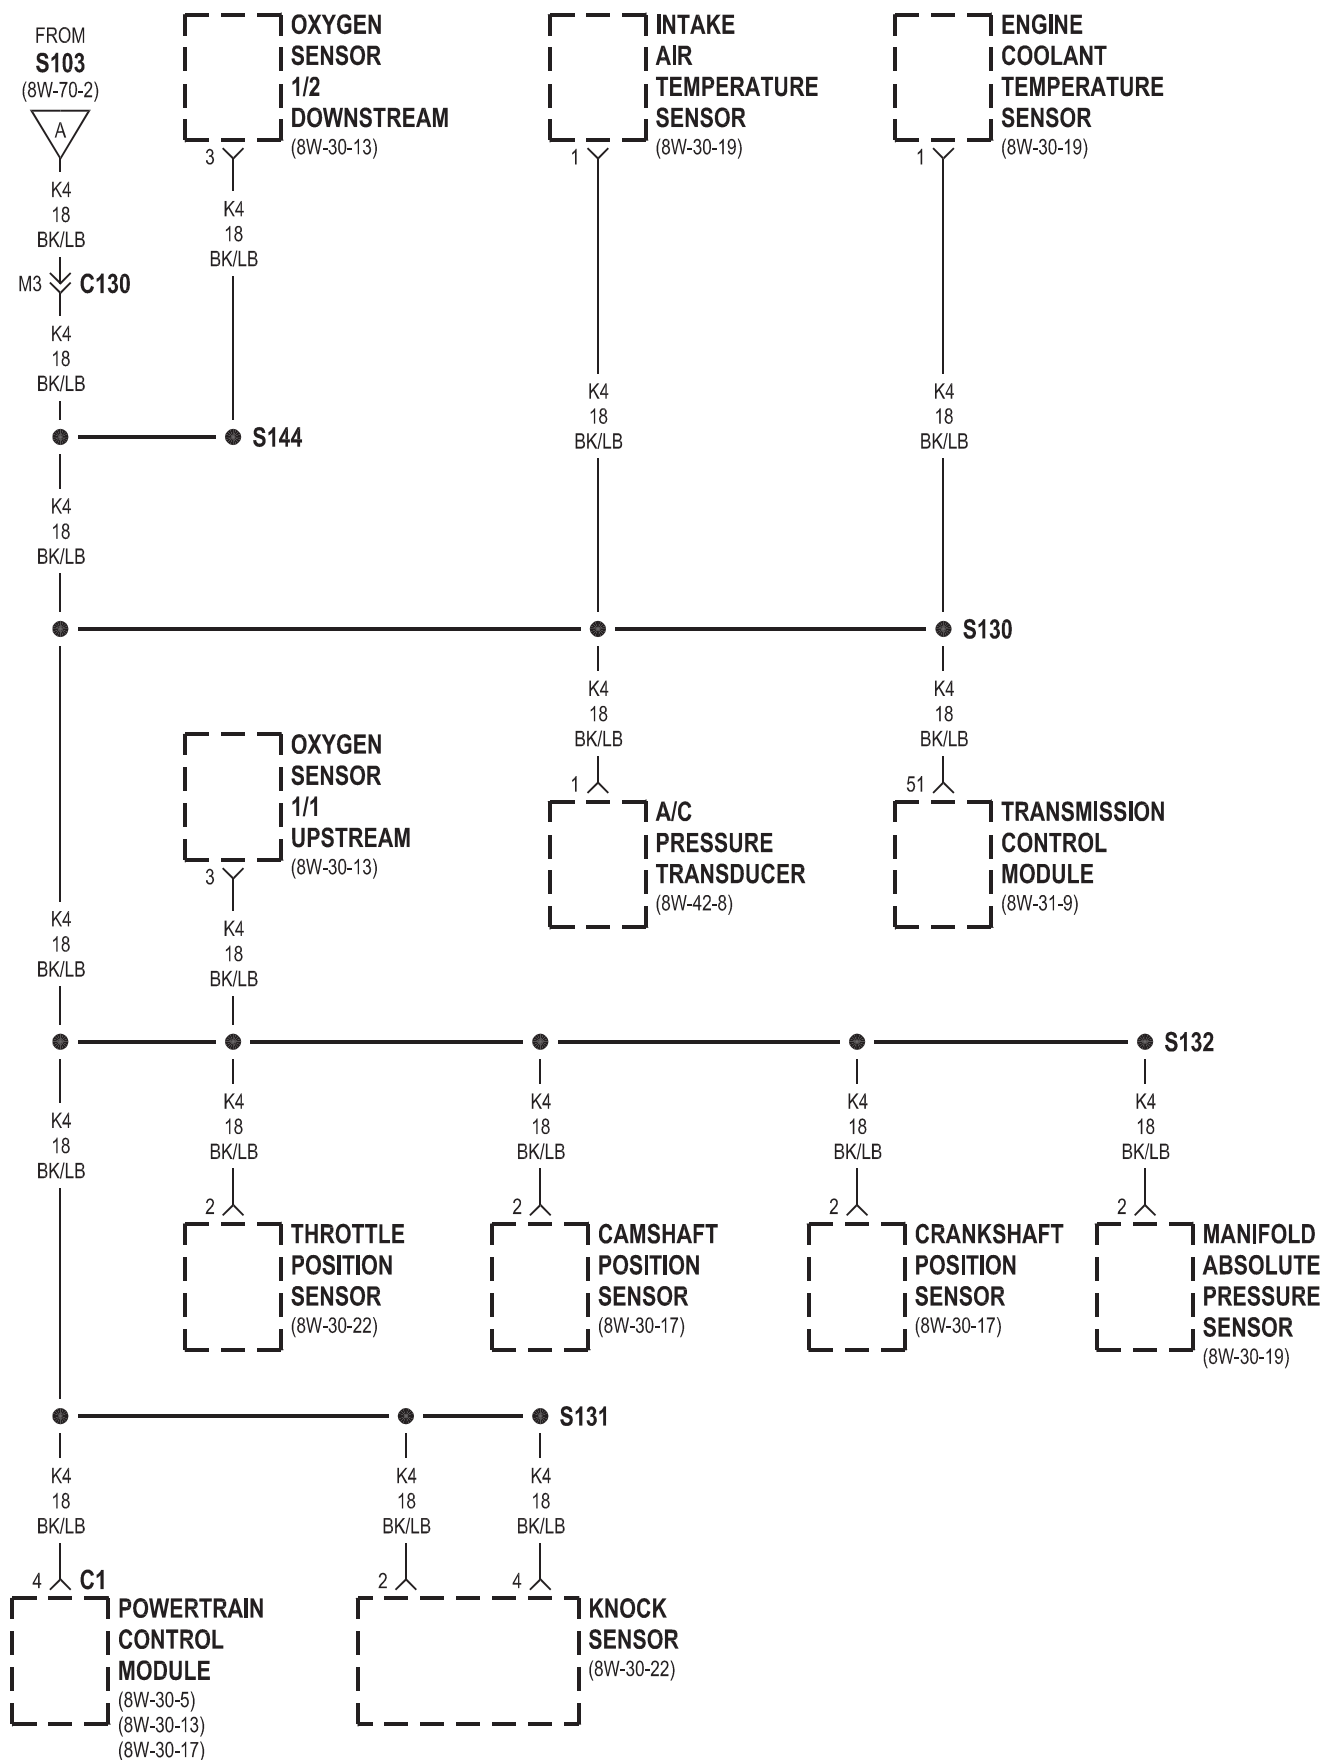 FROM
S103
(8W-70-2)
A
K4
18
BK/LB
M3
C130
K4
18
BK/LB
OXYGEN
SENSOR
1/2
DOWNSTREAM
(8W-30-13)
3
K4
18
BK/LB
INTAKE
AIR
TEMPERATURE
SENSOR
(8W-30-19)
1
K4
18
BK/LB
ENGINE
COOLANT
TEMPERATURE
SENSOR
(8W-30-19)
1
K4
18
BK/LB
S144
K4
18
BK/LB
S130
K4
18
BK/LB
1
A/C
PRESSURE
TRANSDUCER
(8W-42-8)
K4
18
BK/LB
51
TRANSMISSION
CONTROL
MODULE
(8W-31-9)
OXYGEN
SENSOR
1/1
UPSTREAM
(8W-30-13)
3
K4
18
BK/LB
K4
18
BK/LB
S132
K4
18
BK/LB
K4
18
BK/LB
2
THROTTLE
POSITION
SENSOR
(8W-30-22)
K4
18
BK/LB
2
CAMSHAFT
POSITION
SENSOR
(8W-30-17)
K4
18
BK/LB
2
CRANKSHAFT
POSITION
SENSOR
(8W-30-17)
K4
18
BK/LB
2
MANIFOLD
ABSOLUTE
PRESSURE
SENSOR
(8W-30-19)
S131
K4
18
BK/LB
4
C1
POWERTRAIN
CONTROL
MODULE
(8W-30-5)
(8W-30-13)
(8W-30-17)
K4
18
BK/LB
2
K4
18
BK/LB
4
KNOCK
SENSOR
(8W-30-22)